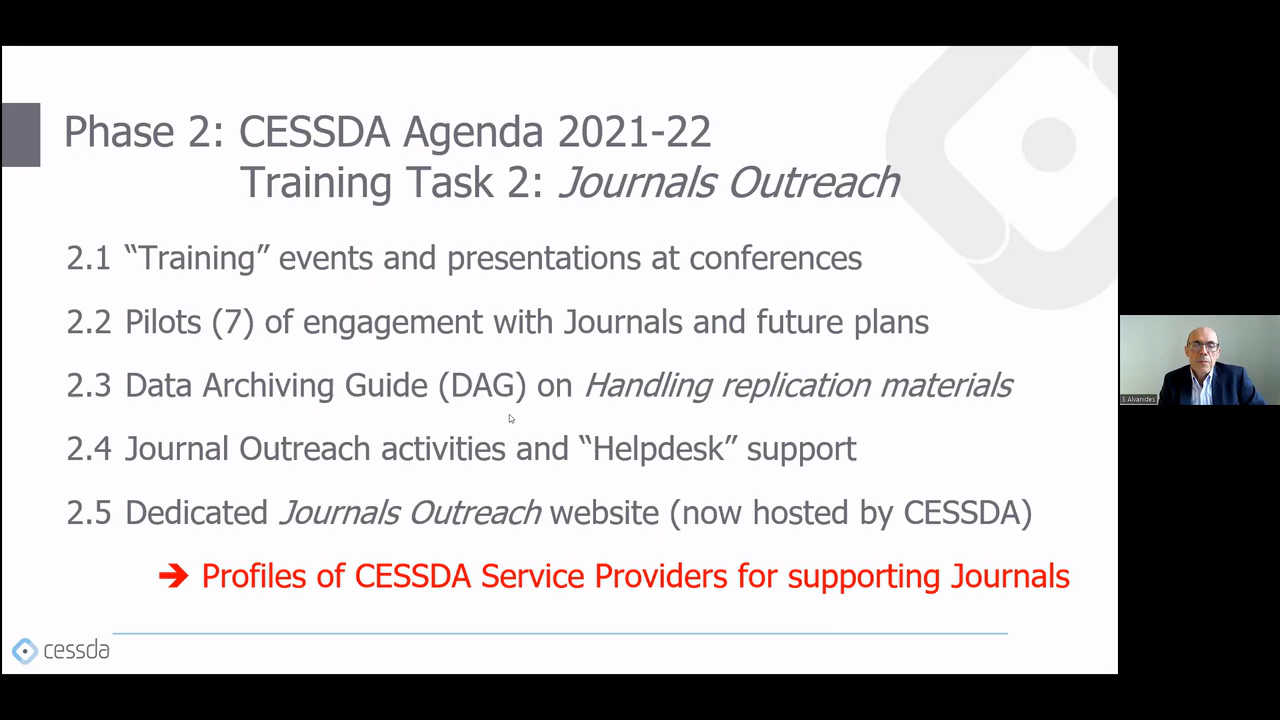 Phase 2: CESSDA Agenda 2021-22
Training Task 2: Journals Outreach
2.1 “Training” events and presentations at conferences
2.2 Pilots (7) of engagement with Journals and future plans
2.3 Data Archiving Guide (DAG) on Handling replication materials
2.4 Journal Outreach activities and “Helpdesk” support
2.5 Dedicated Journals Outreach website (now hosted by CESSDA)
➔ Profiles of CESSDA Service Providers for supporting Journals
cessda
S Alvanides